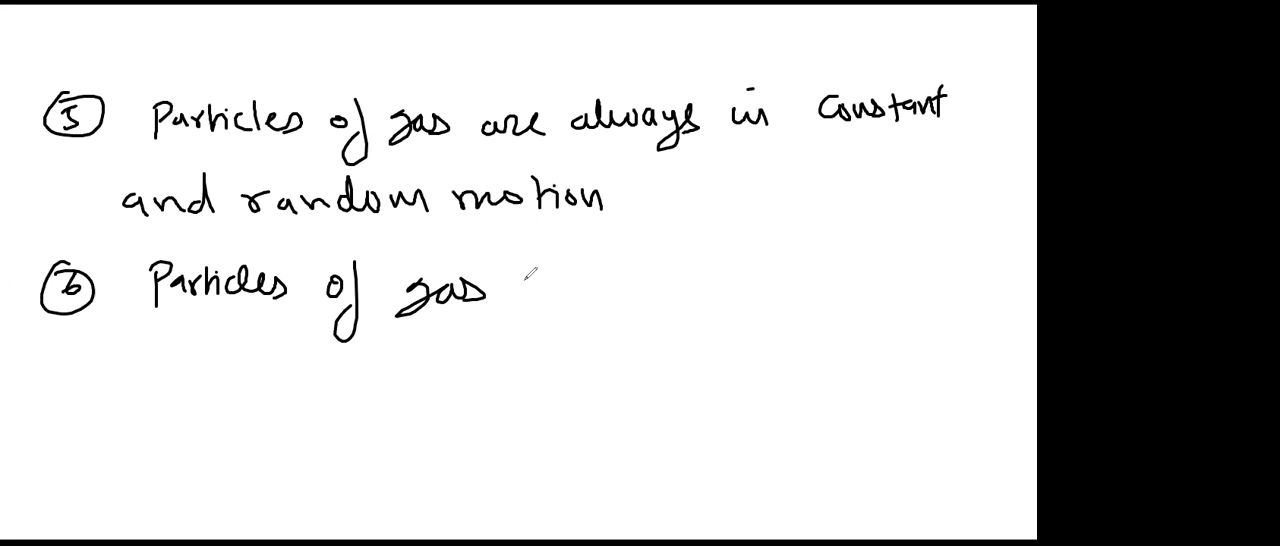 ⑤ Particles of gas are always in constant
and random motion
⑥ Particles of gas